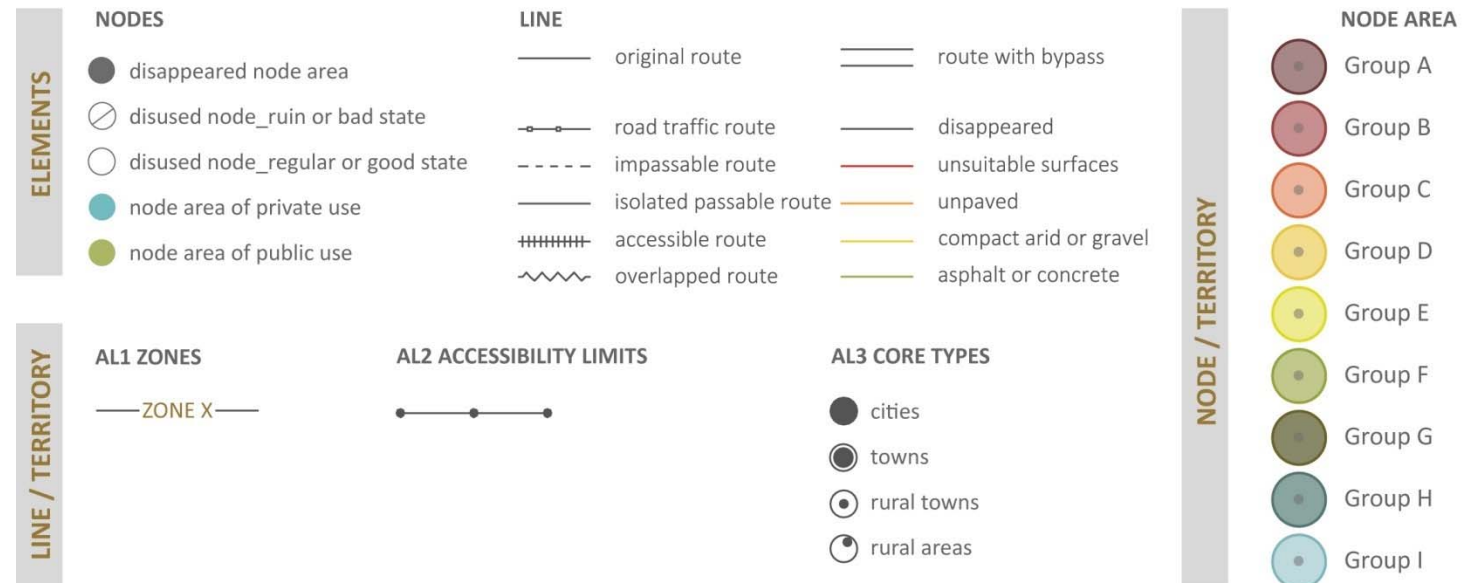 ELEMENTS
NODES
disappeared node area
disused node_ruin or bad state
disused node_regular or good state
node area of private use
node area of public use
LINE
original route
road traffic route
impassable route
isolated passable route
accessible route
overlapped route
route with bypass
disappeared
unsuitable surfaces
unpaved
compact arid or gravel
asphalt or concrete
LINE / TERRITORY
AL1 ZONES
ZONE X
AL2 ACCESSIBILITY LIMITS
AL3 CORE TYPES
cities
towns
rural towns
rural areas
NODE / TERRITORY
NODE AREA
Group A
Group B
Group C
Group D
Group E
Group F
Group G
Group H
Group I